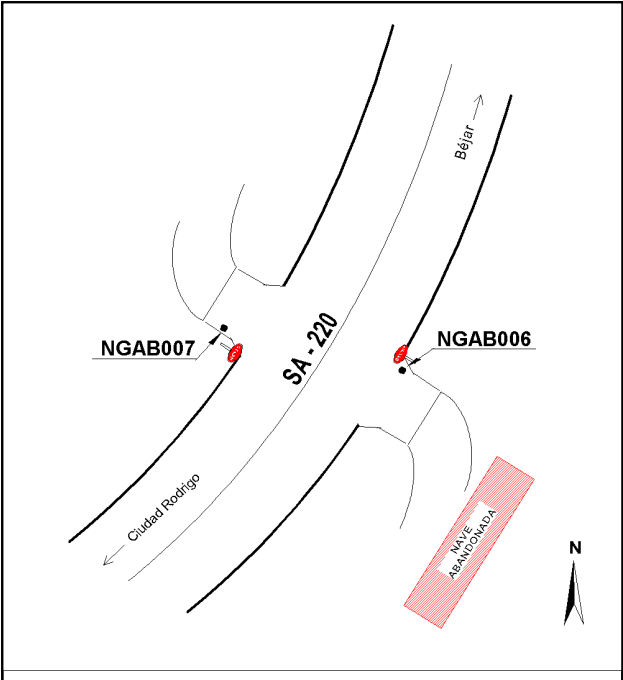 Béjar
SA - 220
NGAB007
NGAB006
Ciudad Rodrigo
NAVE
ABANDONADA
N